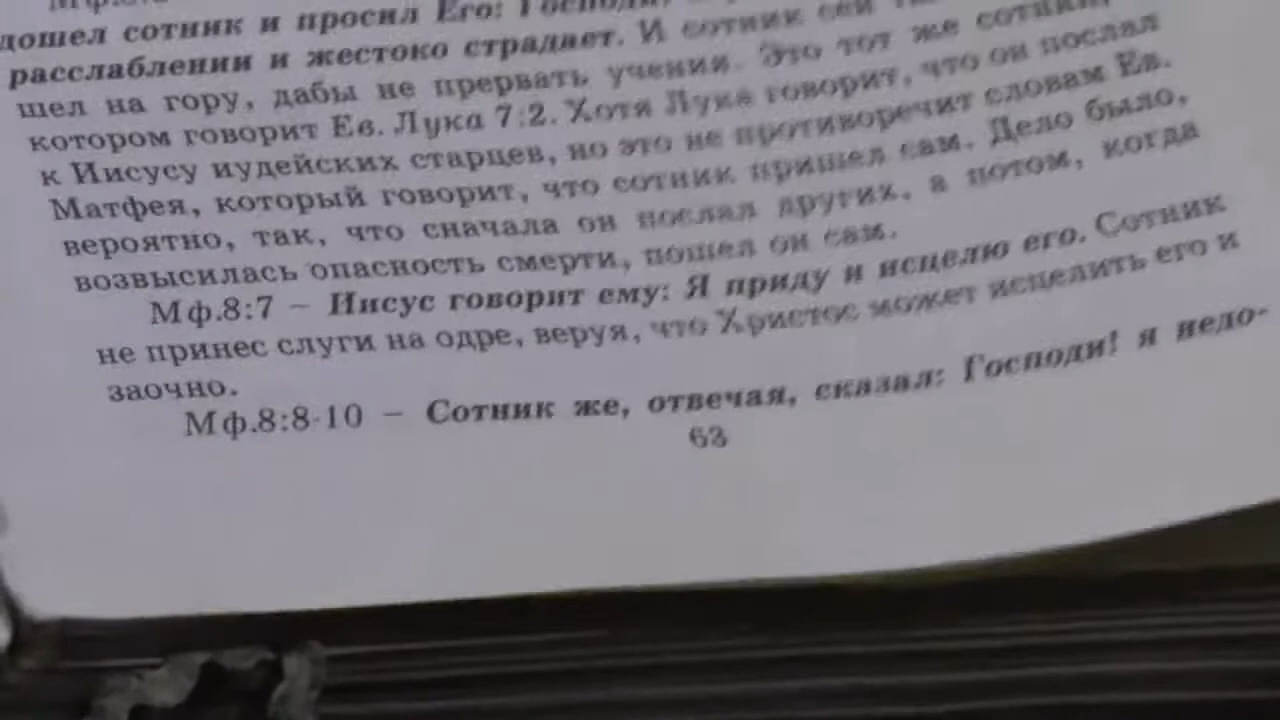 дошел сотник и просил Его: Господи!
расслаблении и жестоко страдает. И сотник сей
шел на гору, дабы не прервать учения. Это тот же сотник,
котором говорит Ев. Лука 7:2. Хотя Лука говорит, что он послал
к Иисусу иудейских старцев, но это не противоречит словам Ев.
Матфея, который говорит, что сотник пришел сам. Дело было,
вероятно, так, что сначала он послал других, а потом, когда
возвысилась опасность смерти, пошел он сам.
Мф.8:7 – Иисус говорит ему: Я приду и исцелю его. Сотник
не принес слуги на одре, веруя, что Христос может исцелить его и
заочно.
Мф.8:8-10 – Сотник же, отвечая, сказал: Господи! я недо-
63